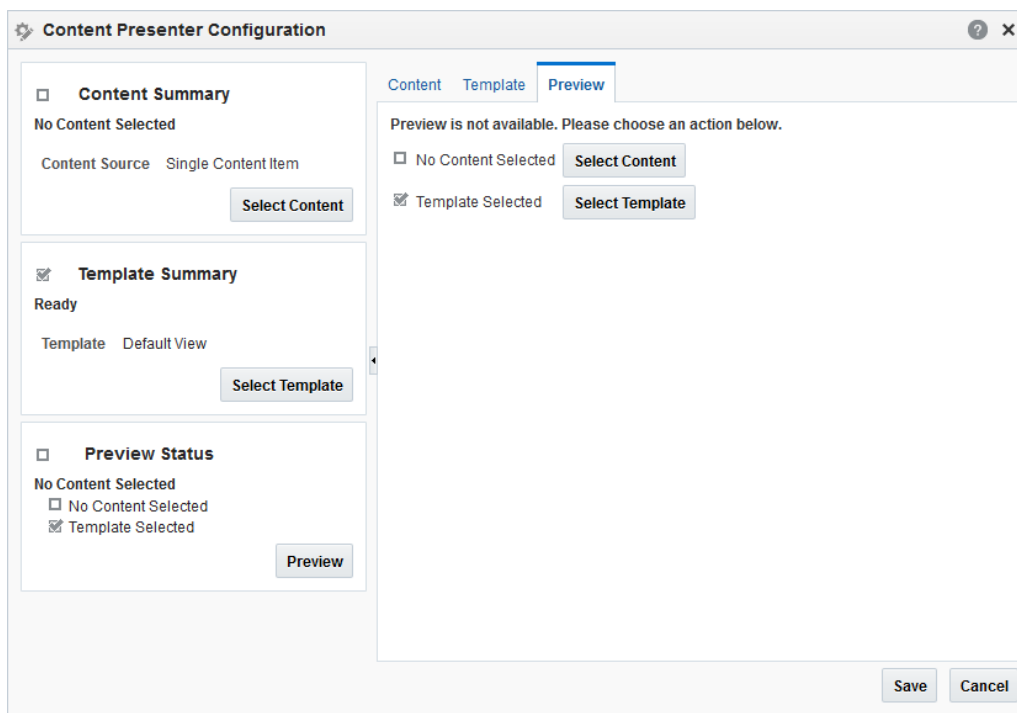 Content Presenter Configuration
Content Summary
No Content Selected
Content Source Single Content Item
Select Content
Template Summary
Ready
Template Default View
Select Template
Preview Status
No Content Selected
No Content Selected
Template Selected
Preview
Content Template Preview
Preview is not available. Please choose an action below.
No Content Selected Select Content
Template Selected Select Template
Save Cancel